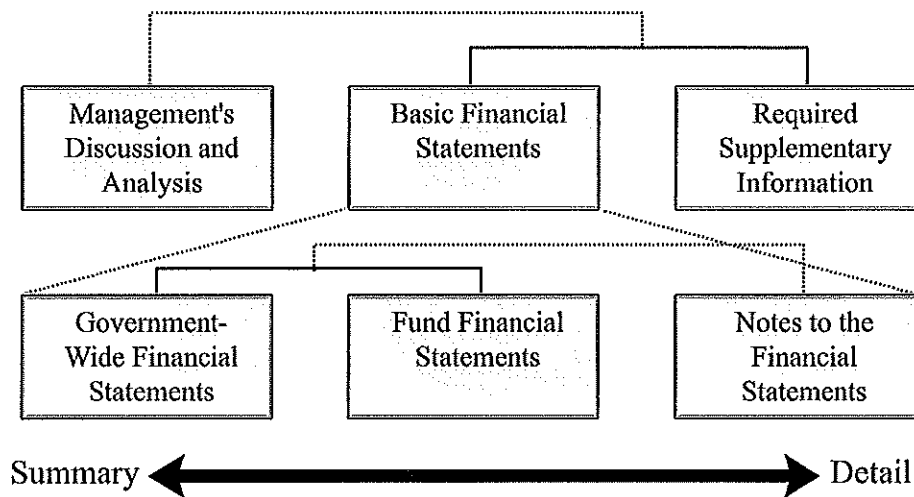 Management's
Discussion and
Analysis
Basic Financial
Statements
Required
Supplementary
Information
Government-
Wide Financial
Statements
Fund Financial
Statements
Notes to the
Financial
Statements
Summary
Detail